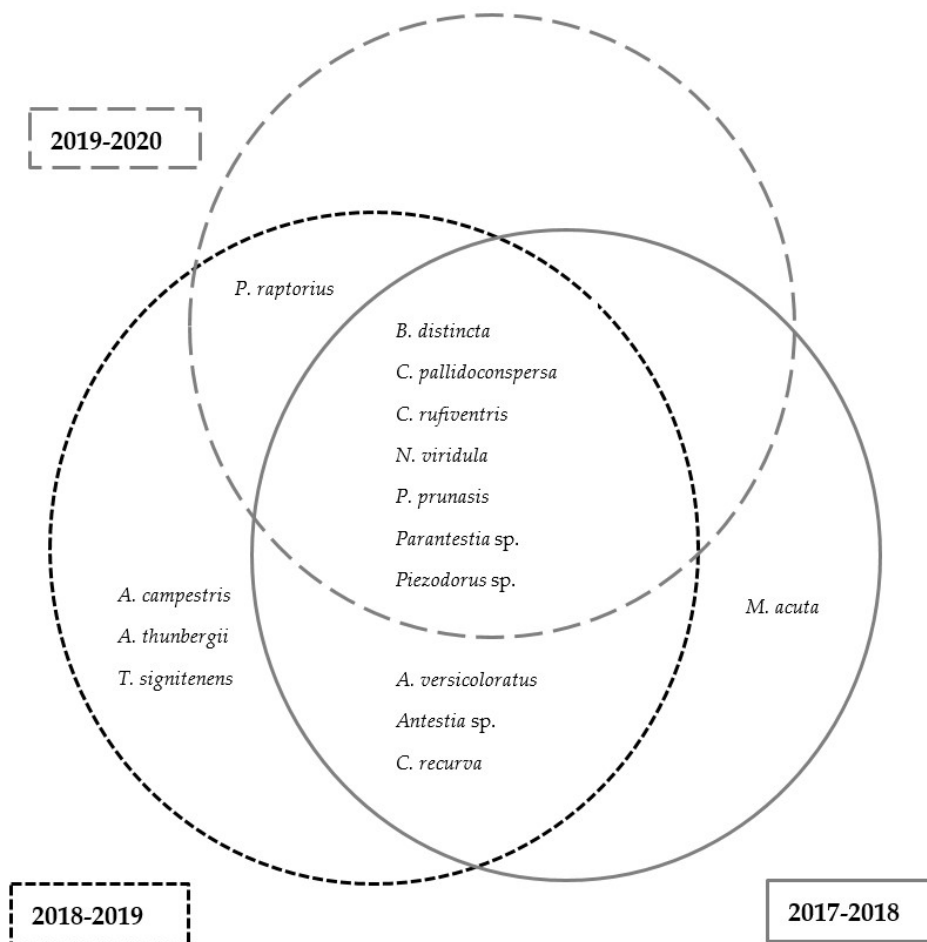 2019-2020
P. raptorius
B. distincta
C. pallidoconspersa
C. rufiventris
N. viridula
P. prunasis
Parantestia sp.
Piezodorus sp.
A. campestris
A. thunbergii
T. signitenens
M. acuta
A. versicoloratus
Antestia sp.
C. recurva
2018-2019
2017-2018